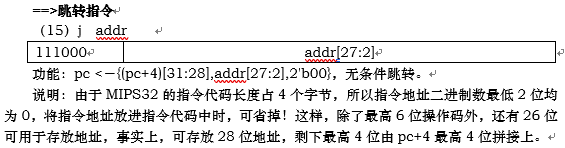 ==>跳转指令
(15) j addr
111000 addr[27:2]
功能：pc <－{(pc+4)[31:28],addr[27:2],2'b00}，无条件跳转。
说明：由于 MIPS32 的指令代码长度占 4 个字节，所以指令地址二进制数最低 2 位均
为 0，将指令地址放进指令代码中时，可省掉！这样，除了最高 6 位操作码外，还有 26 位
可用于存放地址，事实上，可存放 28 位地址，剩下最高 4 位由 pc+4 最高 4 位拼接上。